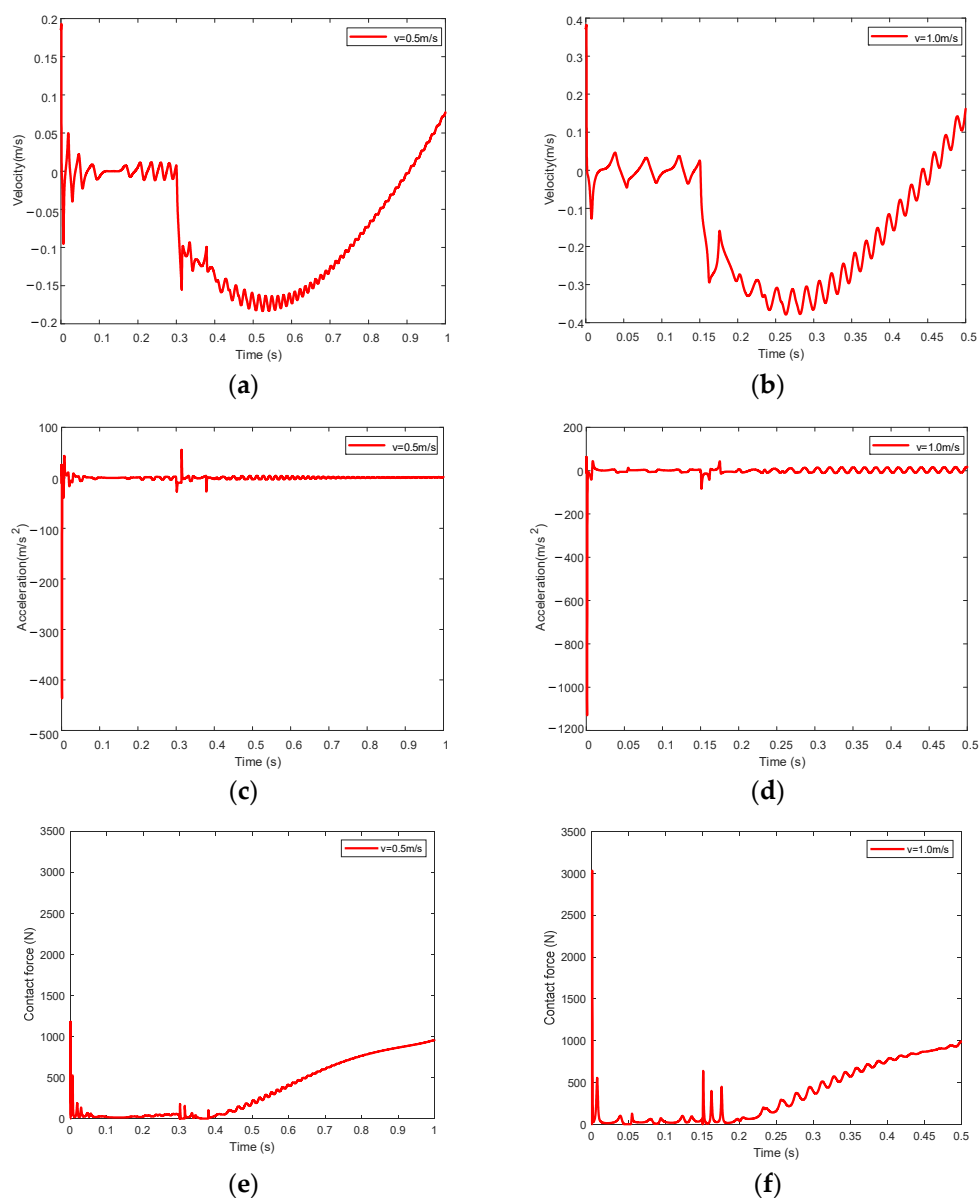 0.2
0.15
0.1
0.05
0
−0.05
−0.1
−0.15
−0.2
Velocity(m/s)
v=0.5m/s
0 0.1 0.2 0.3 0.4 0.5 0.6 0.7 0.8 0.9 1
Time (s)
(a)
0.4
0.3
0.2
0.1
0
−0.1
−0.2
−0.3
−0.4
Velocity(m/s)
v=1.0m/s
0 0.05 0.1 0.15 0.2 0.25 0.3 0.35 0.4 0.45 0.5
Time (s)
(b)
100
0
−100
−200
−300
−400
−500
Acceleration(m/s 2)
v=0.5m/s
0 0.1 0.2 0.3 0.4 0.5 0.6 0.7 0.8 0.9 1
Time (s)
(c)
200
0
−200
−400
−600
−800
−1000
−1200
Acceleration(m/s 2)
v=1.0m/s
0 0.05 0.1 0.15 0.2 0.25 0.3 0.35 0.4 0.45 0.5
Time (s)
(d)
3500
3000
2500
2000
1500
1000
500
0
Contact force (N)
v=0.5m/s
0 0.1 0.2 0.3 0.4 0.5 0.6 0.7 0.8 0.9 1
Time (s)
(e)
3500
3000
2500
2000
1500
1000
500
0
Contact force (N)
v=1.0m/s
0 0.05 0.1 0.15 0.2 0.25 0.3 0.35 0.4 0.45 0.5
Time (s)
(f)